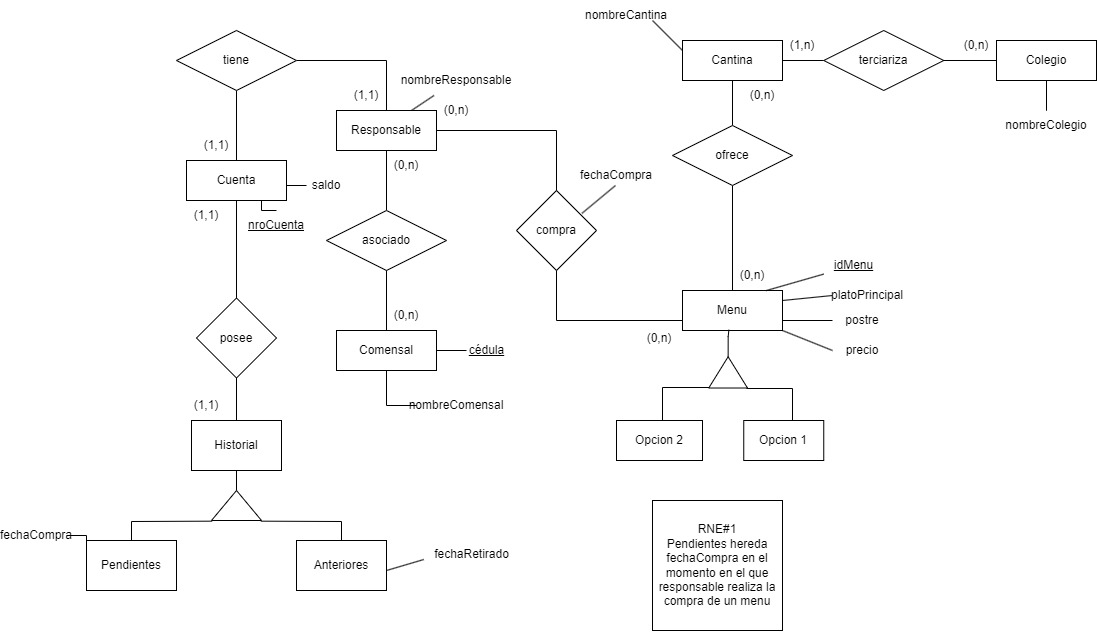 nombreCantina
(1,n)
(0,n)
tiene
Cantina
terciariza
Colegio
nombreResponsable
(1,1)
(0,n)
(0,n)
nombreColegio
Responsable
(1,1)
(0,n)
ofrece
Cuenta
saldo
fechaCompra
(1,1)
nroCuenta
asociado
compra
idMenu
(0,n)
platoPrincipal
(0,n)
Menu
postre
posee
(0,n)
Comensal
cédula
precio
(1,1)
nombreComensal
Historial
Opcion 2
Opcion 1
fechaCompra
fechaRetirado
Pendientes
Anteriores
RNE#1
Pendientes hereda
fechaCompra en el
momento en el que
responsable realiza la
compra de un menu